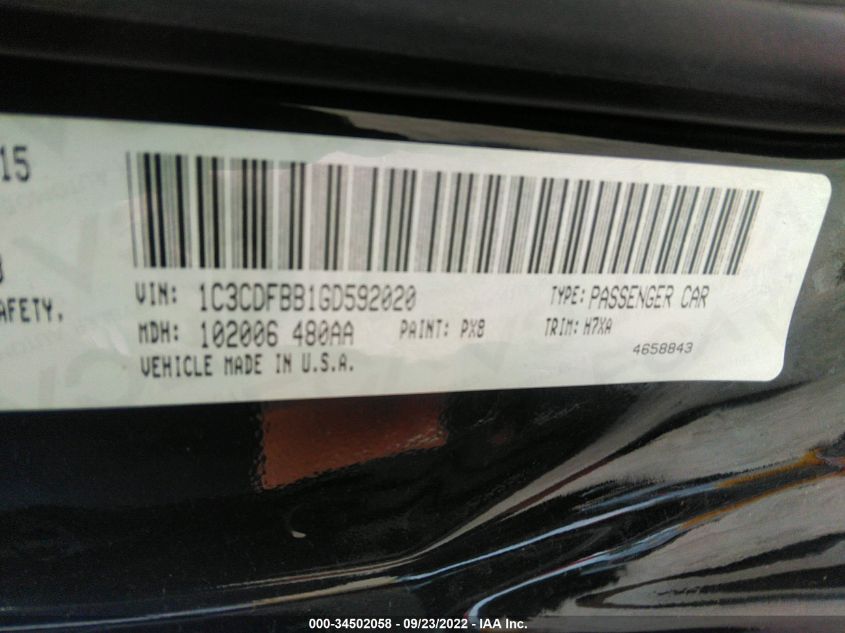 15
AFETY.
VIN: 1C3CDFBB1GD592020 TYPE: PASSENGER CAR
MDH: 102006 480AA PAINT: PX8 TRIM: H7XA
VEHICLE MADE IN U.S.A. 4658843
000-34502058 - 09/23/2022 - IAA Inc.